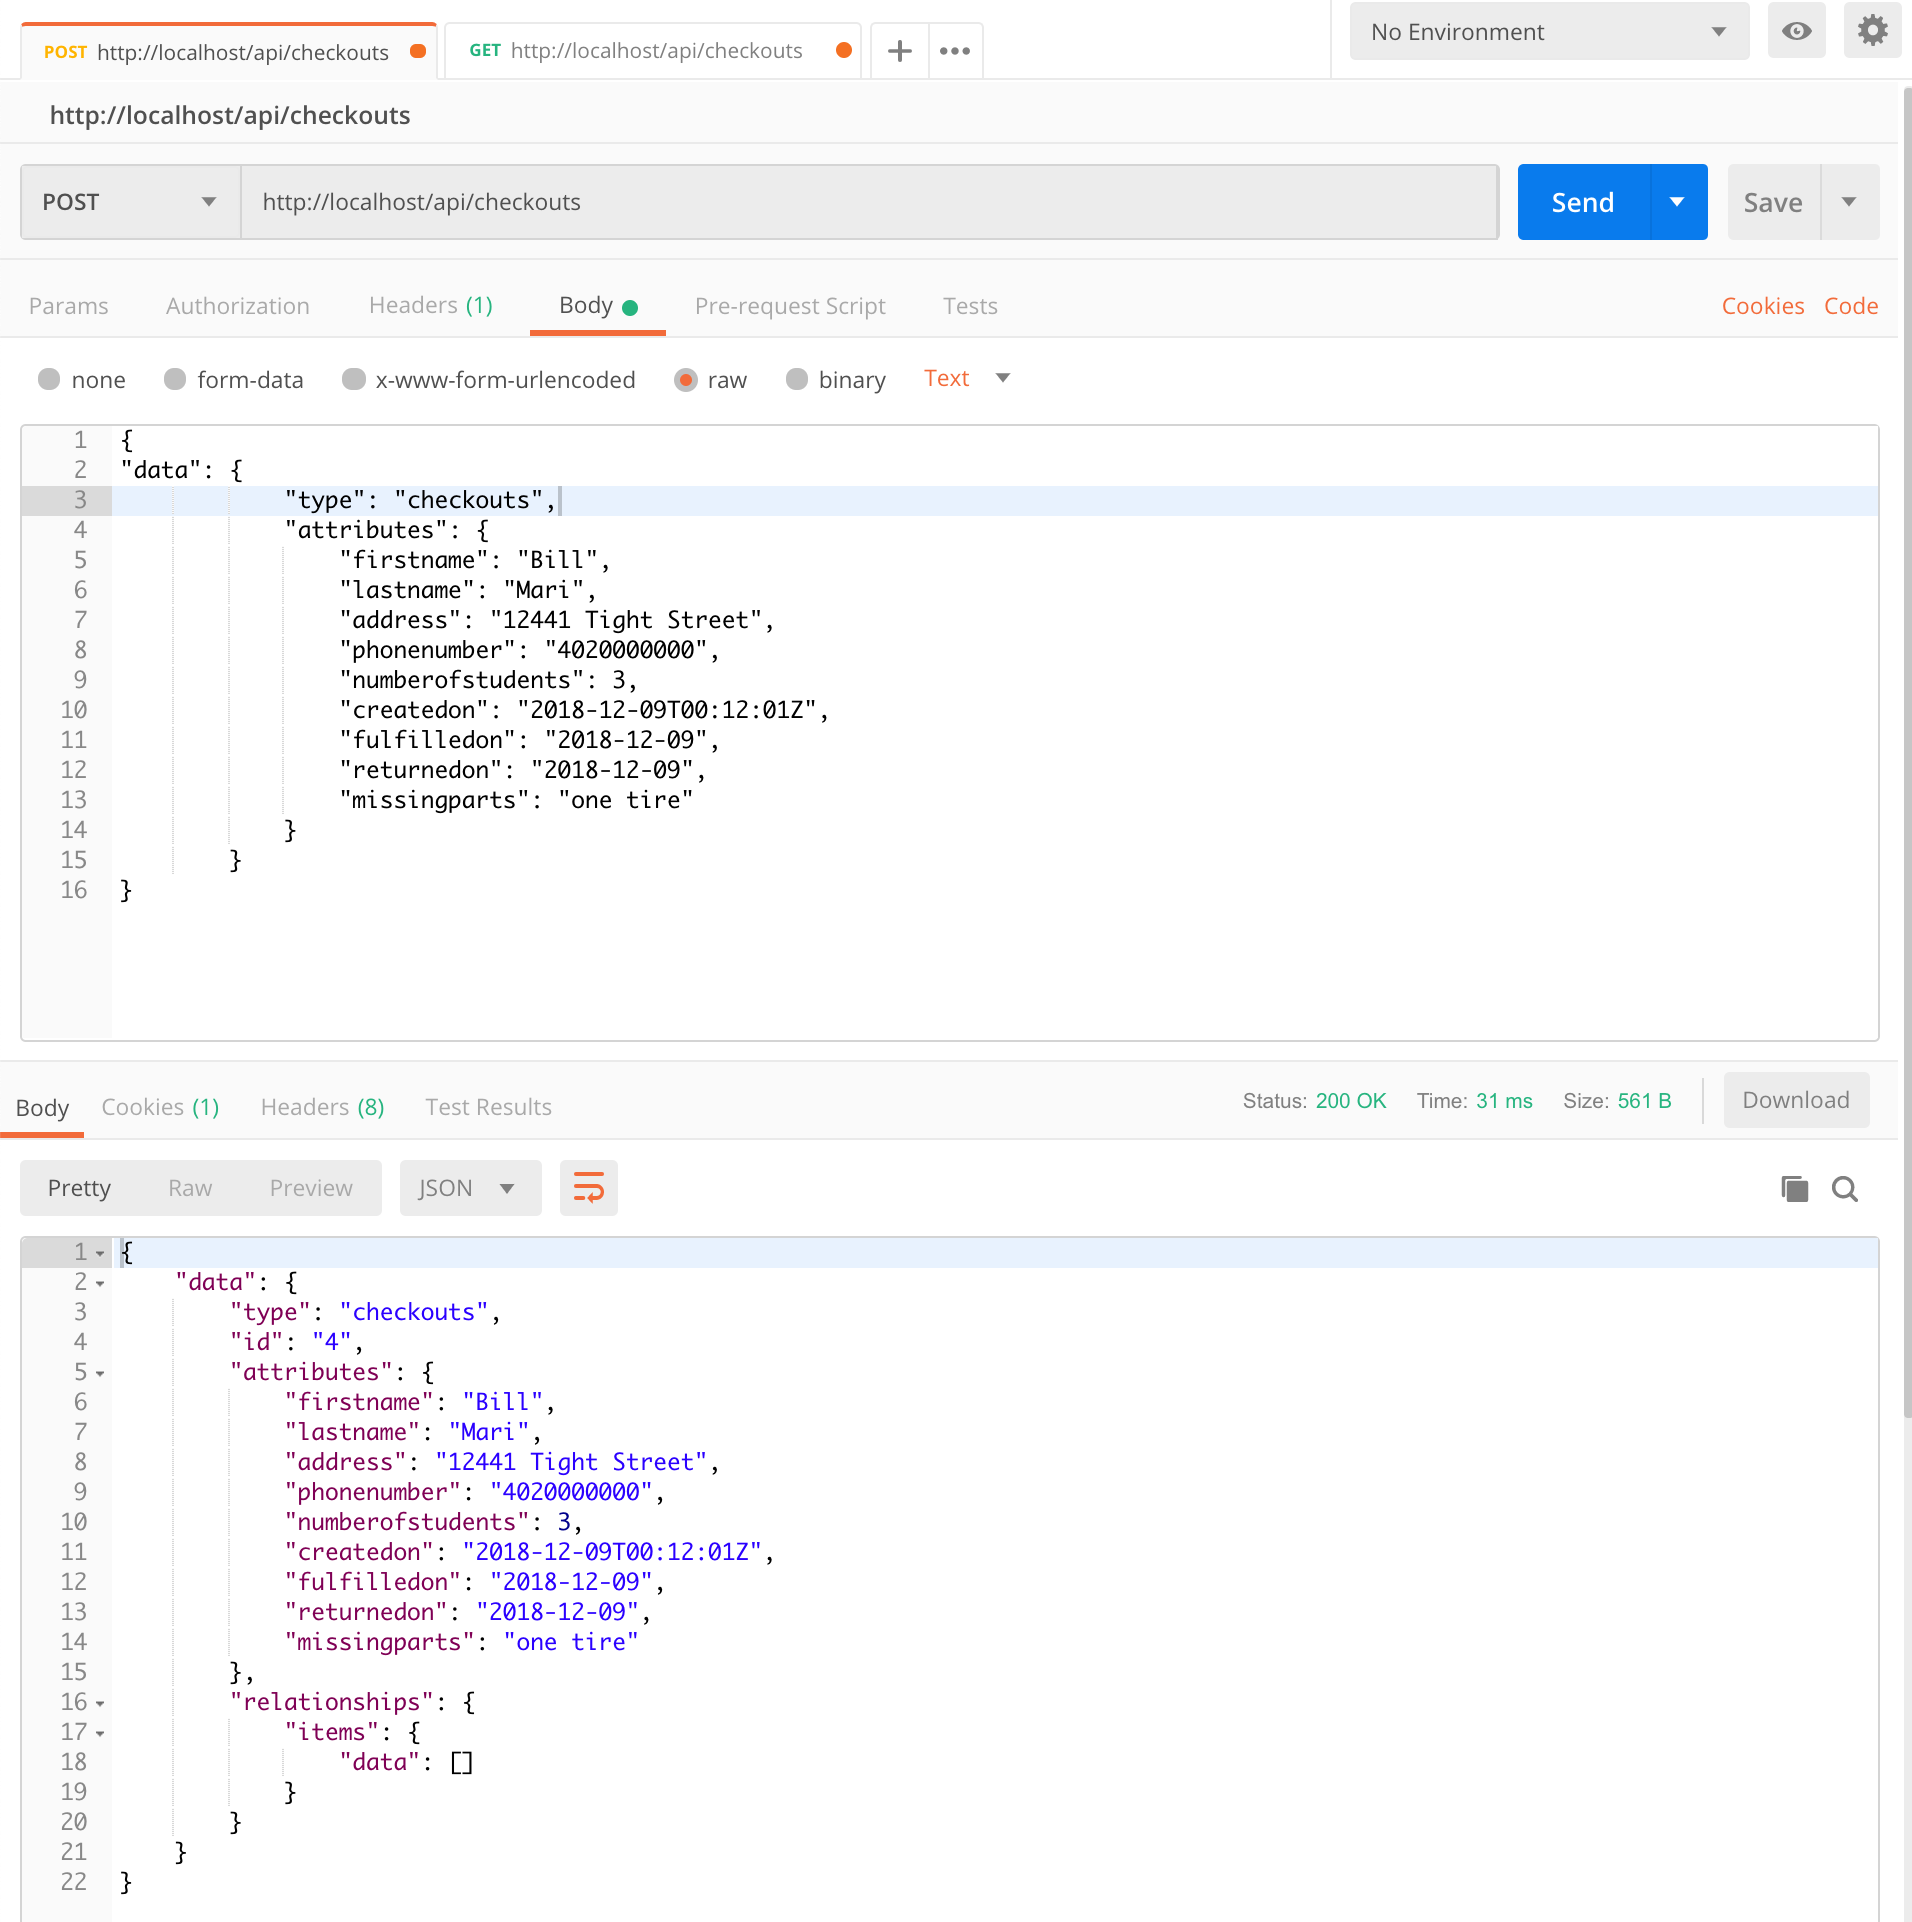 POST http://localhost/api/checkouts GET http://localhost/api/checkouts No Environment
http://localhost/api/checkouts
POST http://localhost/api/checkouts Send Save
Params Authorization Headers (1) Body Pre-request Script Tests Cookies Code
none form-data x-www-form-urlencoded raw binary Text
1 {
2 "data": {
3 "type": "checkouts",
4 "attributes": {
5 "firstname": "Bill",
6 "lastname": "Mari",
7 "address": "12441 Tight Street",
8 "phonenumber": "4020000000",
9 "numberofstudents": 3,
10 "createdon": "2018-12-09T00:12:01Z",
11 "fulfilledon": "2018-12-09",
12 "returnedon": "2018-12-09",
13 "missingparts": "one tire"
14 }
15 }
16 }
Body Cookies (1) Headers (8) Test Results Status: 200 OK Time: 31 ms Size: 561 B Download
Pretty Raw Preview JSON
1 {
2 "data": {
3 "type": "checkouts",
4 "id": "4",
5 "attributes": {
6 "firstname": "Bill",
7 "lastname": "Mari",
8 "address": "12441 Tight Street",
9 "phonenumber": "4020000000",
10 "numberofstudents": 3,
11 "createdon": "2018-12-09T00:12:01Z",
12 "fulfilledon": "2018-12-09",
13 "returnedon": "2018-12-09",
14 "missingparts": "one tire"
15 },
16 "relationships": {
17 "items": {
18 "data": []
19 }
20 }
21 }
22 }